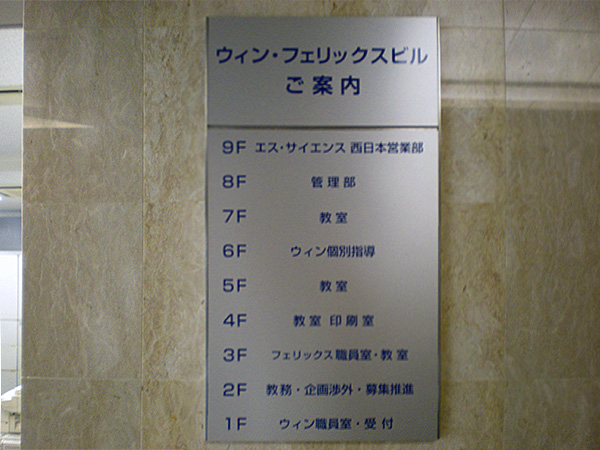 ウィン・フェリックスビル
ご案内
9F エス・サイエンス 西日本営業部
8F 管理部
7F 教室
6F ウィン個別指導
5F 教室
4F 教室 印刷室
3F フェリックス職員室・教室
2F 教務・企画渉外・募集推進
1F ウィン職員室・受付